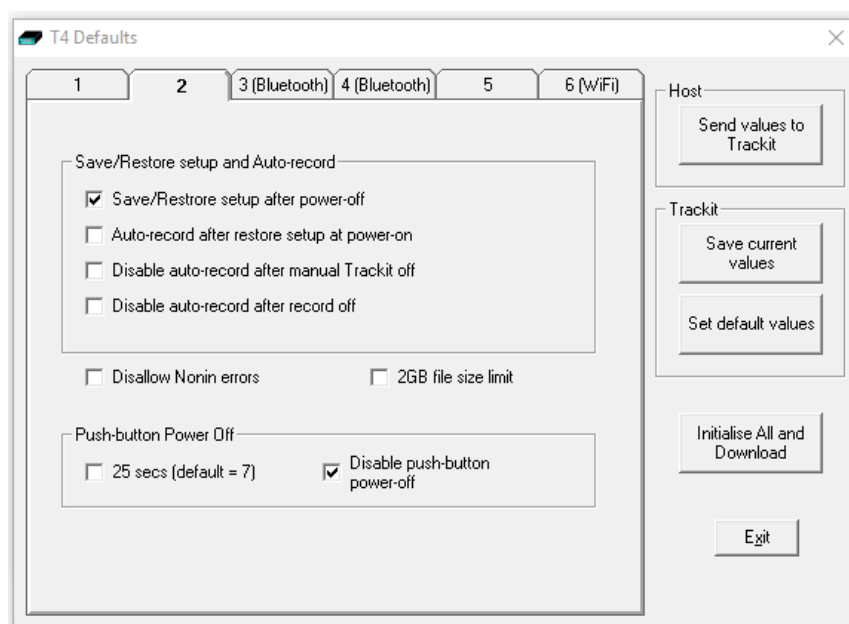 T4 Defaults
1
2
3 (Bluetooth)
4 (Bluetooth)
5
6 (WiFi)
Save/Restore setup and Auto-record
Save/Restrore setup after power-off
Auto-record after restore setup at power-on
Disable auto-record after manual Trackit off
Disable auto-record after record off
Disallow Nonin errors
2GB file size limit
Push-button Power Off
25 secs (default = 7)
Disable push-button
power-off
Host
Send values to
Trackit
Trackit
Save current
values
Set default values
Initialise All and
Download
Exit